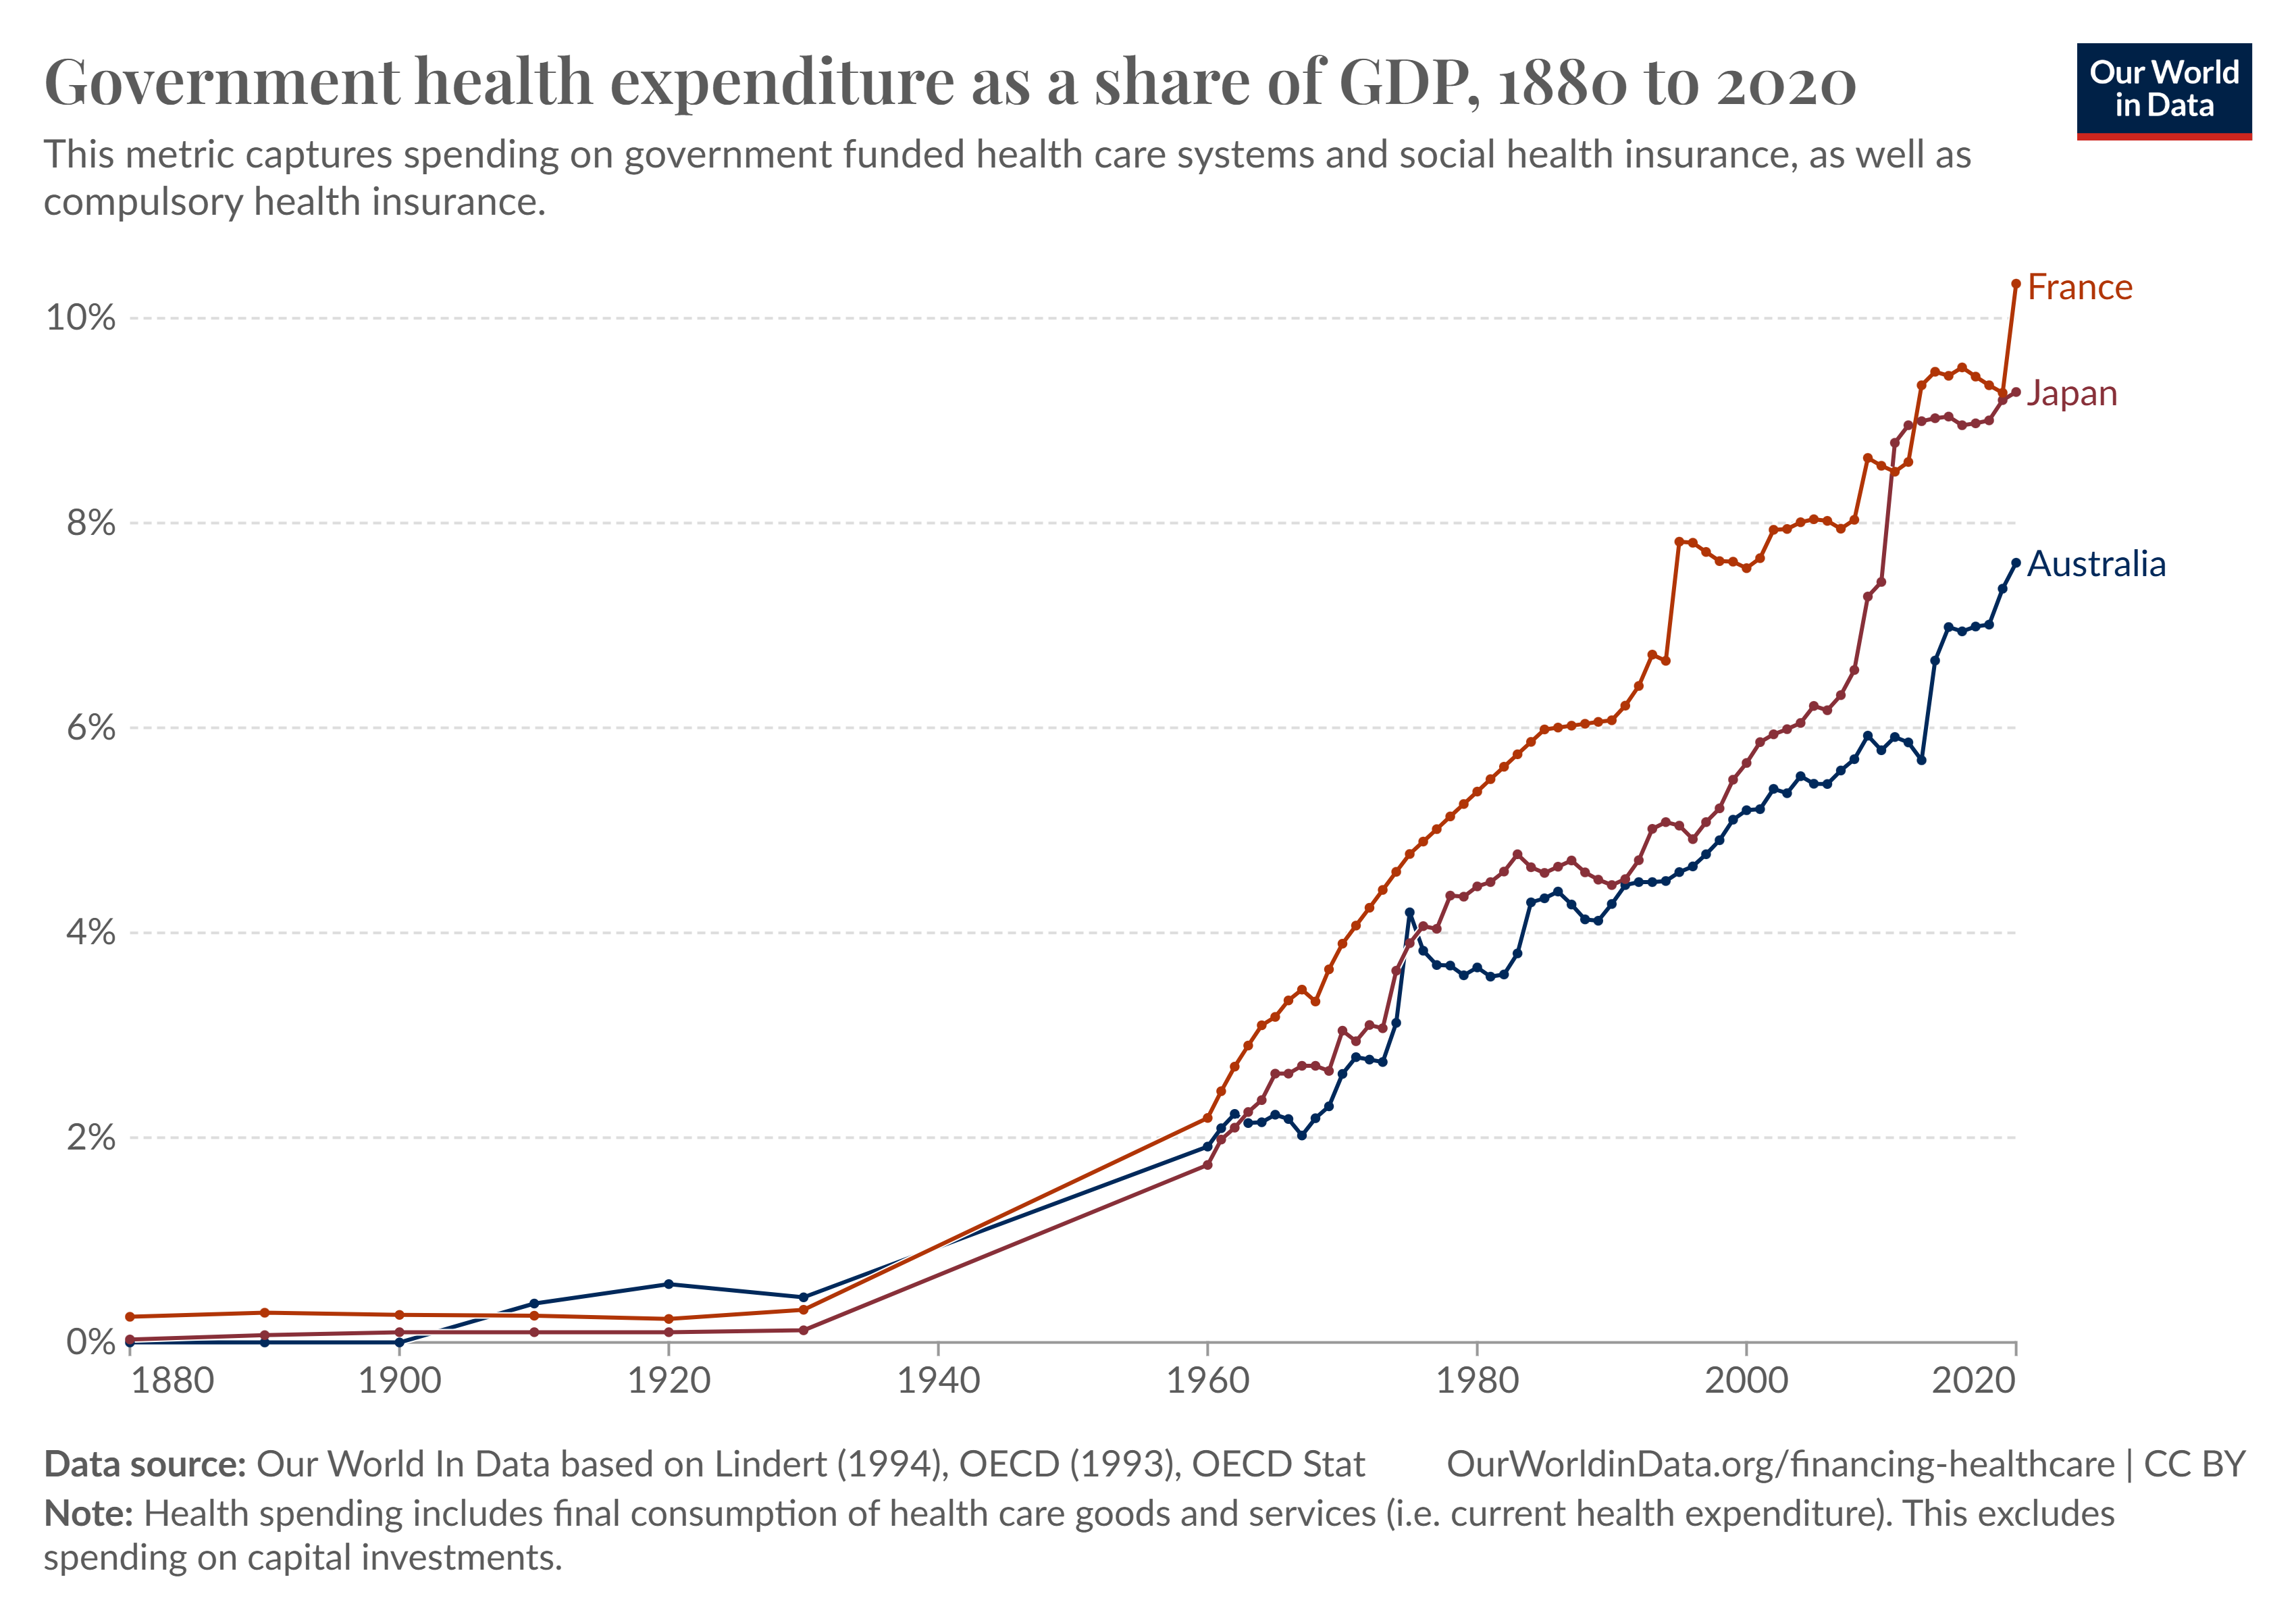 Government health expenditure as a share of GDP, 1880 to 2020
Our World
in Data
This metric captures spending on government funded health care systems and social health insurance, as well as
compulsory health insurance.
10%
8%
6%
4%
2%
0%
France
Japan
Australia
1880
1900
1920
1940
1960
1980
2000
2020
Data source: Our World In Data based on Lindert (1994), OECD (1993), OECD Stat
OurWorldinData.org/financing-healthcare | CC BY
Note: Health spending includes final consumption of health care goods and services (i.e. current health expenditure). This excludes
spending on capital investments.